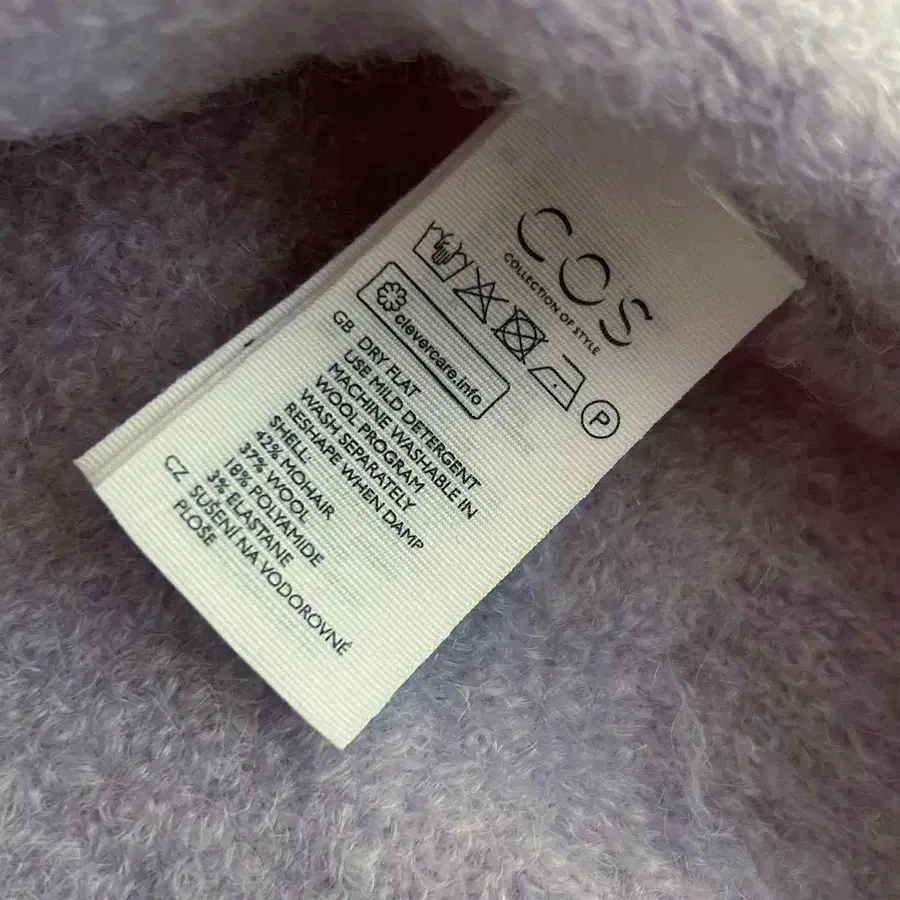 COS
COLLECTION OF STYLE
P
clevercare.info
GB DRY FLAT
USE MILD DETERGENT
MACHINE WASHABLE IN
WOOL PROGRAM
WASH SEPARATELY
RESHAPE WHEN DAMP
SHELL:
42% MOHAIR
37% WOOL
18% POLYAMIDE
3% ELASTANE
CZ SUŠENÍ NA VODOROVNÉ
PLOŠE